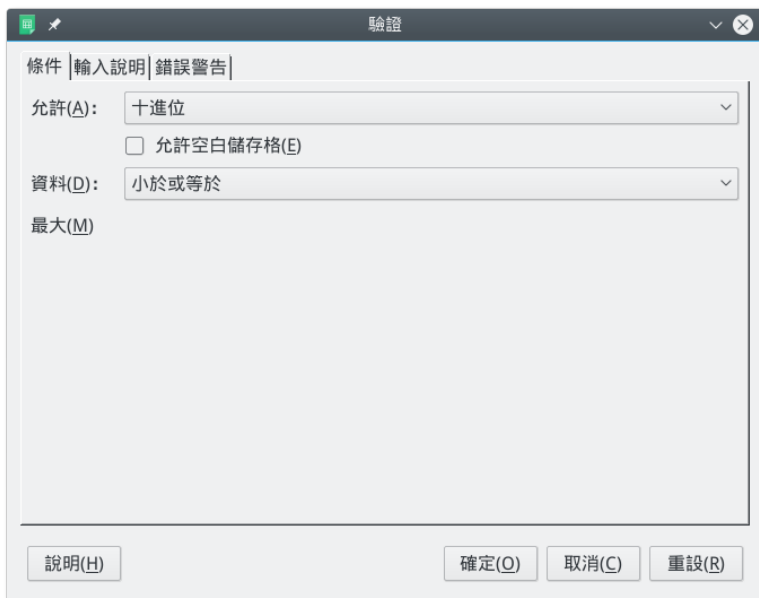 驗證
條件 輸入說明 錯誤警告
允許(A): 十進位
允許空白儲存格(E)
資料(D): 小於或等於
最大(M)
說明(H) 確定(O) 取消(C) 重設(R)